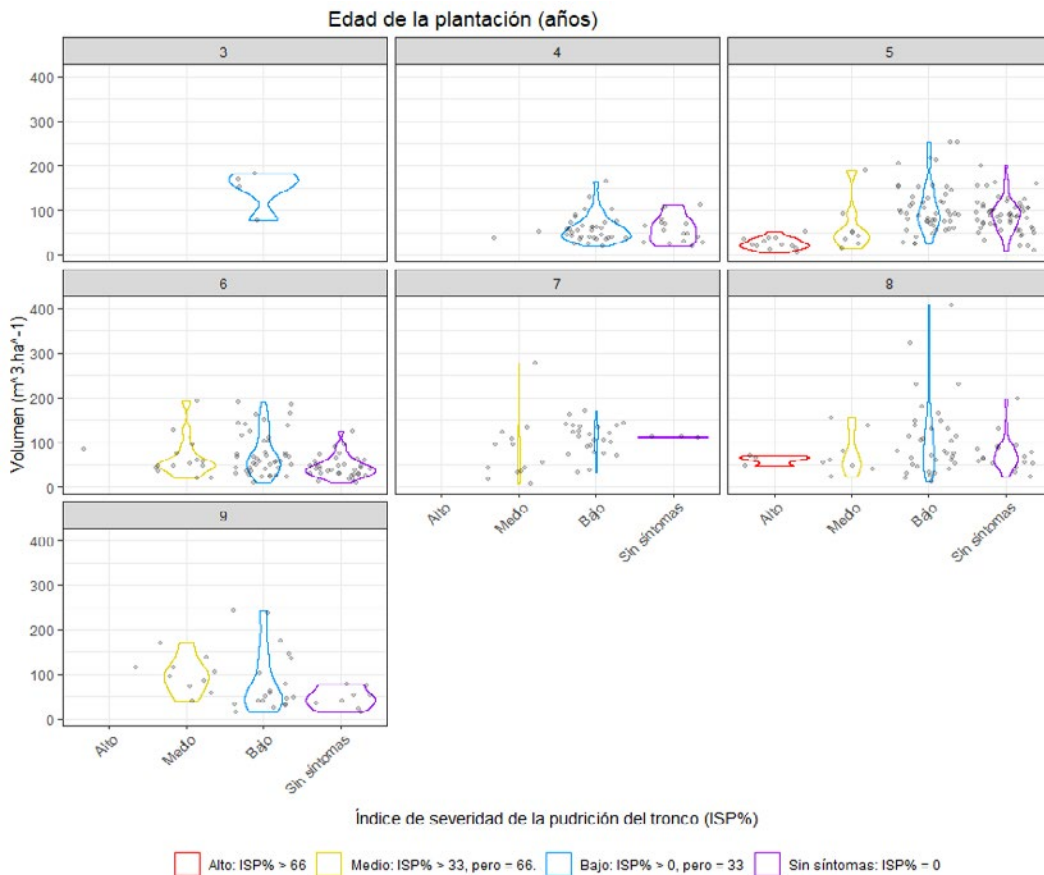 Edad de la plantación (años)
3
4
5
400
300
200
100
0
6
7
8
400
300
200
100
0
Volumen (m^3.ha^-1)
9
Alto
Medo
Bajo
Sin síntomas
Alto
Medo
Bajo
Sin síntomas
400
300
200
100
0
Alto
Medo
Bajo
Sin síntomas
Índice de severidad de la pudrición del tronco (ISP%)
Alto: ISP% > 66
Medio: ISP% > 33, pero = 66.
Bajo: ISP% > 0, pero = 33
Sin síntomas: ISP% = 0